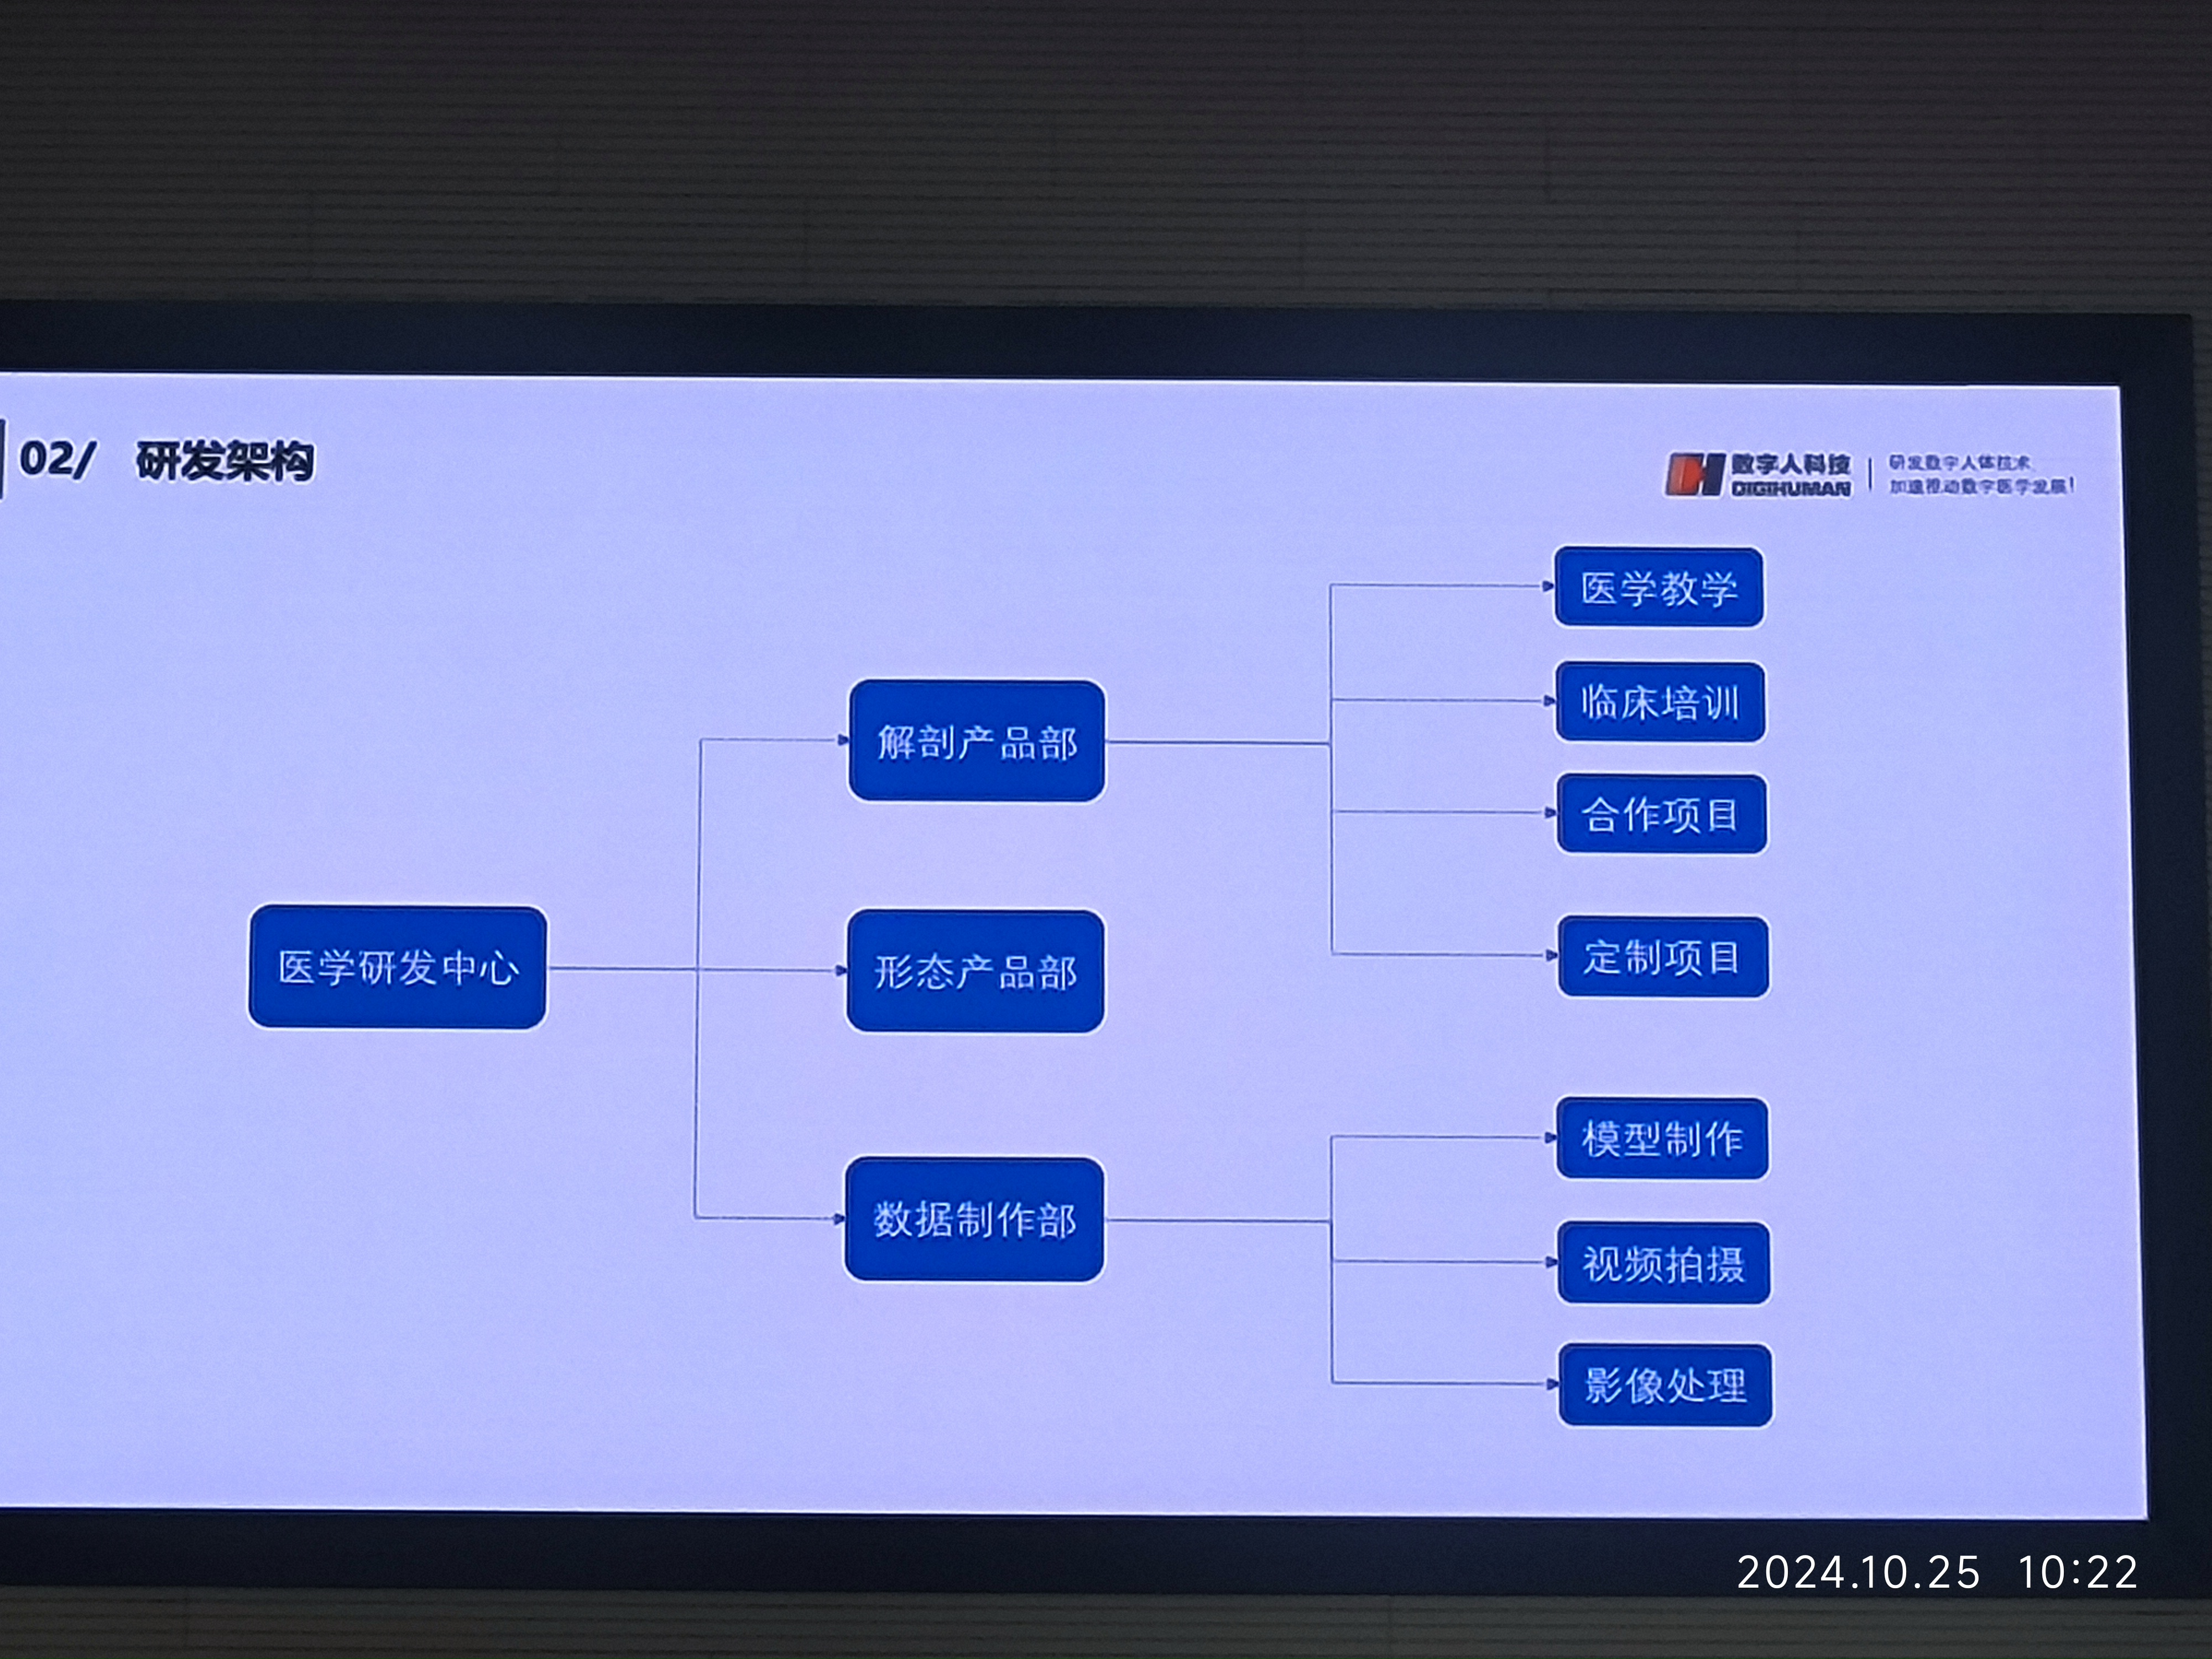 02/ 研发架构
数字人科技
DIGIHUMAN
研发数字人体技术
加速推动数字医学发展!
医学研发中心
解剖产品部
形态产品部
数据制作部
医学教学
临床培训
合作项目
定制项目
模型制作
视频拍摄
影像处理
2024.10.25 10:22